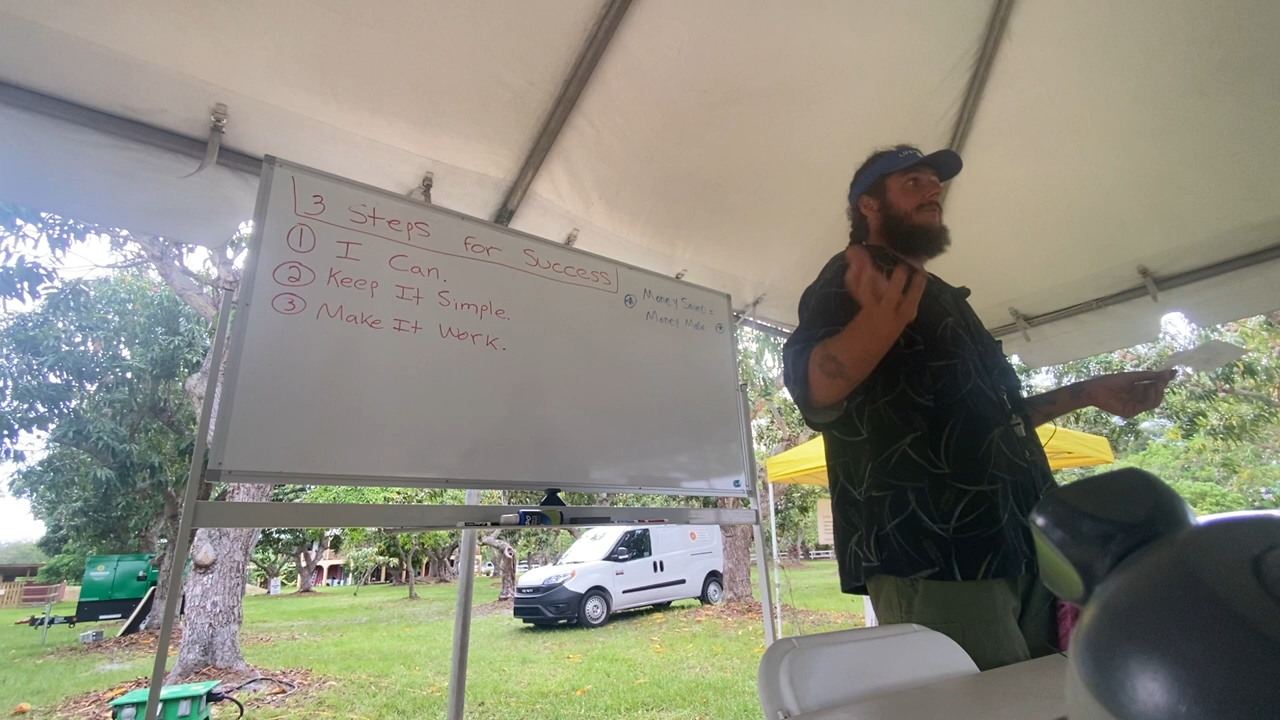 3 Steps for Success
① I Can.
② Keep It Simple.
③ Make It Work.
Money Saved =
Money Made